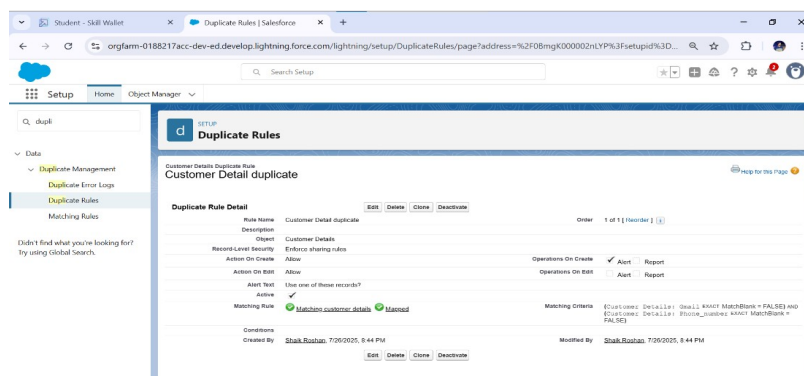 Student - Skill Wallet
Duplicate Rules | Salesforce
orgfarm-0188217acc-dev-ed.develop.lightning.force.com/lightning/setup/DuplicateRules/page?address=%2F0BmgK000002nLYP%3Fsetupid%3D...
Search Setup
Setup Home Object Manager
dupli
SETUP
Duplicate Rules
Data
Duplicate Management
Duplicate Error Logs
Duplicate Rules
Matching Rules
Didn't find what you're looking for?
Try using Global Search.
Customer Details Duplicate Rule
Customer Detail duplicate
Help for this Page
Duplicate Rule Detail Edit Delete Clone Deactivate
Rule Name Customer Detail duplicate Order 1 of 1 [ Reorder ]
Description
Object Customer Details
Record-Level Security Enforce sharing rules
Action On Create Allow Operations On Create Alert Report
Action On Edit Allow Operations On Edit Alert Report
Alert Text Use one of these records?
Active
Matching Rule Matching customer details Mapped Matching Criteria (Customer Details: Gmail EXACT MatchBlank = FALSE) AND
(Customer Details: Phone_number EXACT MatchBlank =
FALSE)
Conditions
Created By Shaik Roshan, 7/26/2025, 8:44 PM Modified By Shaik Roshan, 7/26/2025, 8:44 PM
Edit Delete Clone Deactivate